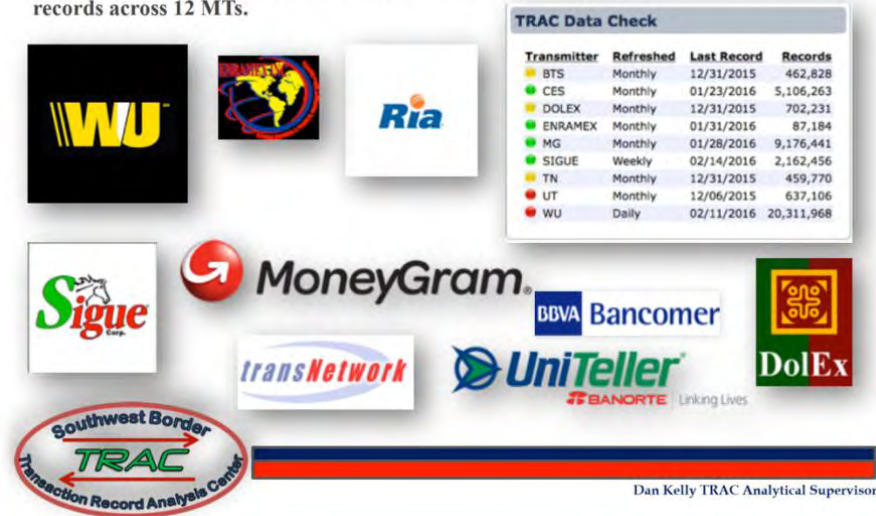 records across 12 MTs.
TRAC Data Check
Transmitter Refreshed Last Record Records
BTS Monthly 12/31/2015 462,828
CES Monthly 01/23/2016 5,106,263
DOLEX Monthly 12/31/2015 702,231
ENRAMEX Monthly 01/31/2016 87,184
MG Monthly 01/28/2016 9,176,441
SIGUE Weekly 02/14/2016 2,162,456
TN Monthly 12/31/2015 459,770
UT Monthly 12/06/2015 637,106
WU Daily 02/11/2016 20,311,968
WU
Ria
Sigue
Corp.
MoneyGram.
BBVA Bancomer
DolEx
transNetwork
UniTeller
BANORTE | Linking Lives
Southwest Border
TRAC
Transaction Record Analysis Center
Dan Kelly TRAC Analytical Supervisor